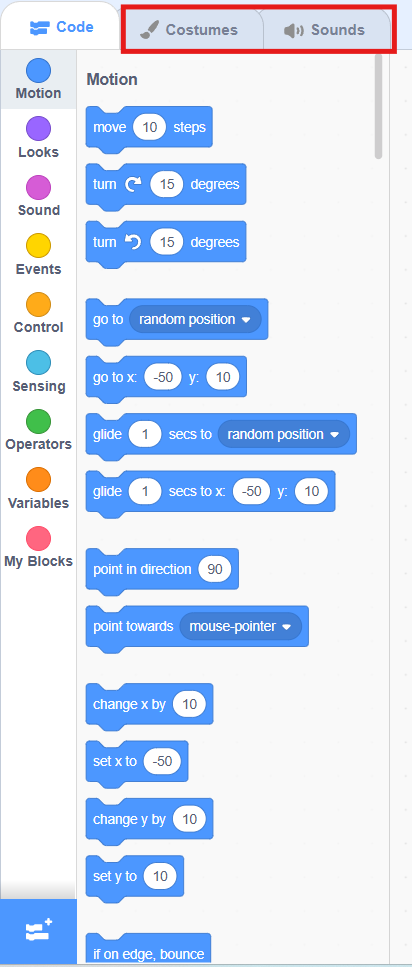 Code Costumes Sounds
Motion
Looks
Sound
Events
Control
Sensing
Operators
Variables
My Blocks
Motion
move 10 steps
turn 15 degrees
turn 15 degrees
go to random position
go to x: -50 y: 10
glide 1 secs to random position
glide 1 secs to x: -50 y: 10
point in direction 90
point towards mouse-pointer
change x by 10
set x to -50
change y by 10
set y to 10
if on edge, bounce